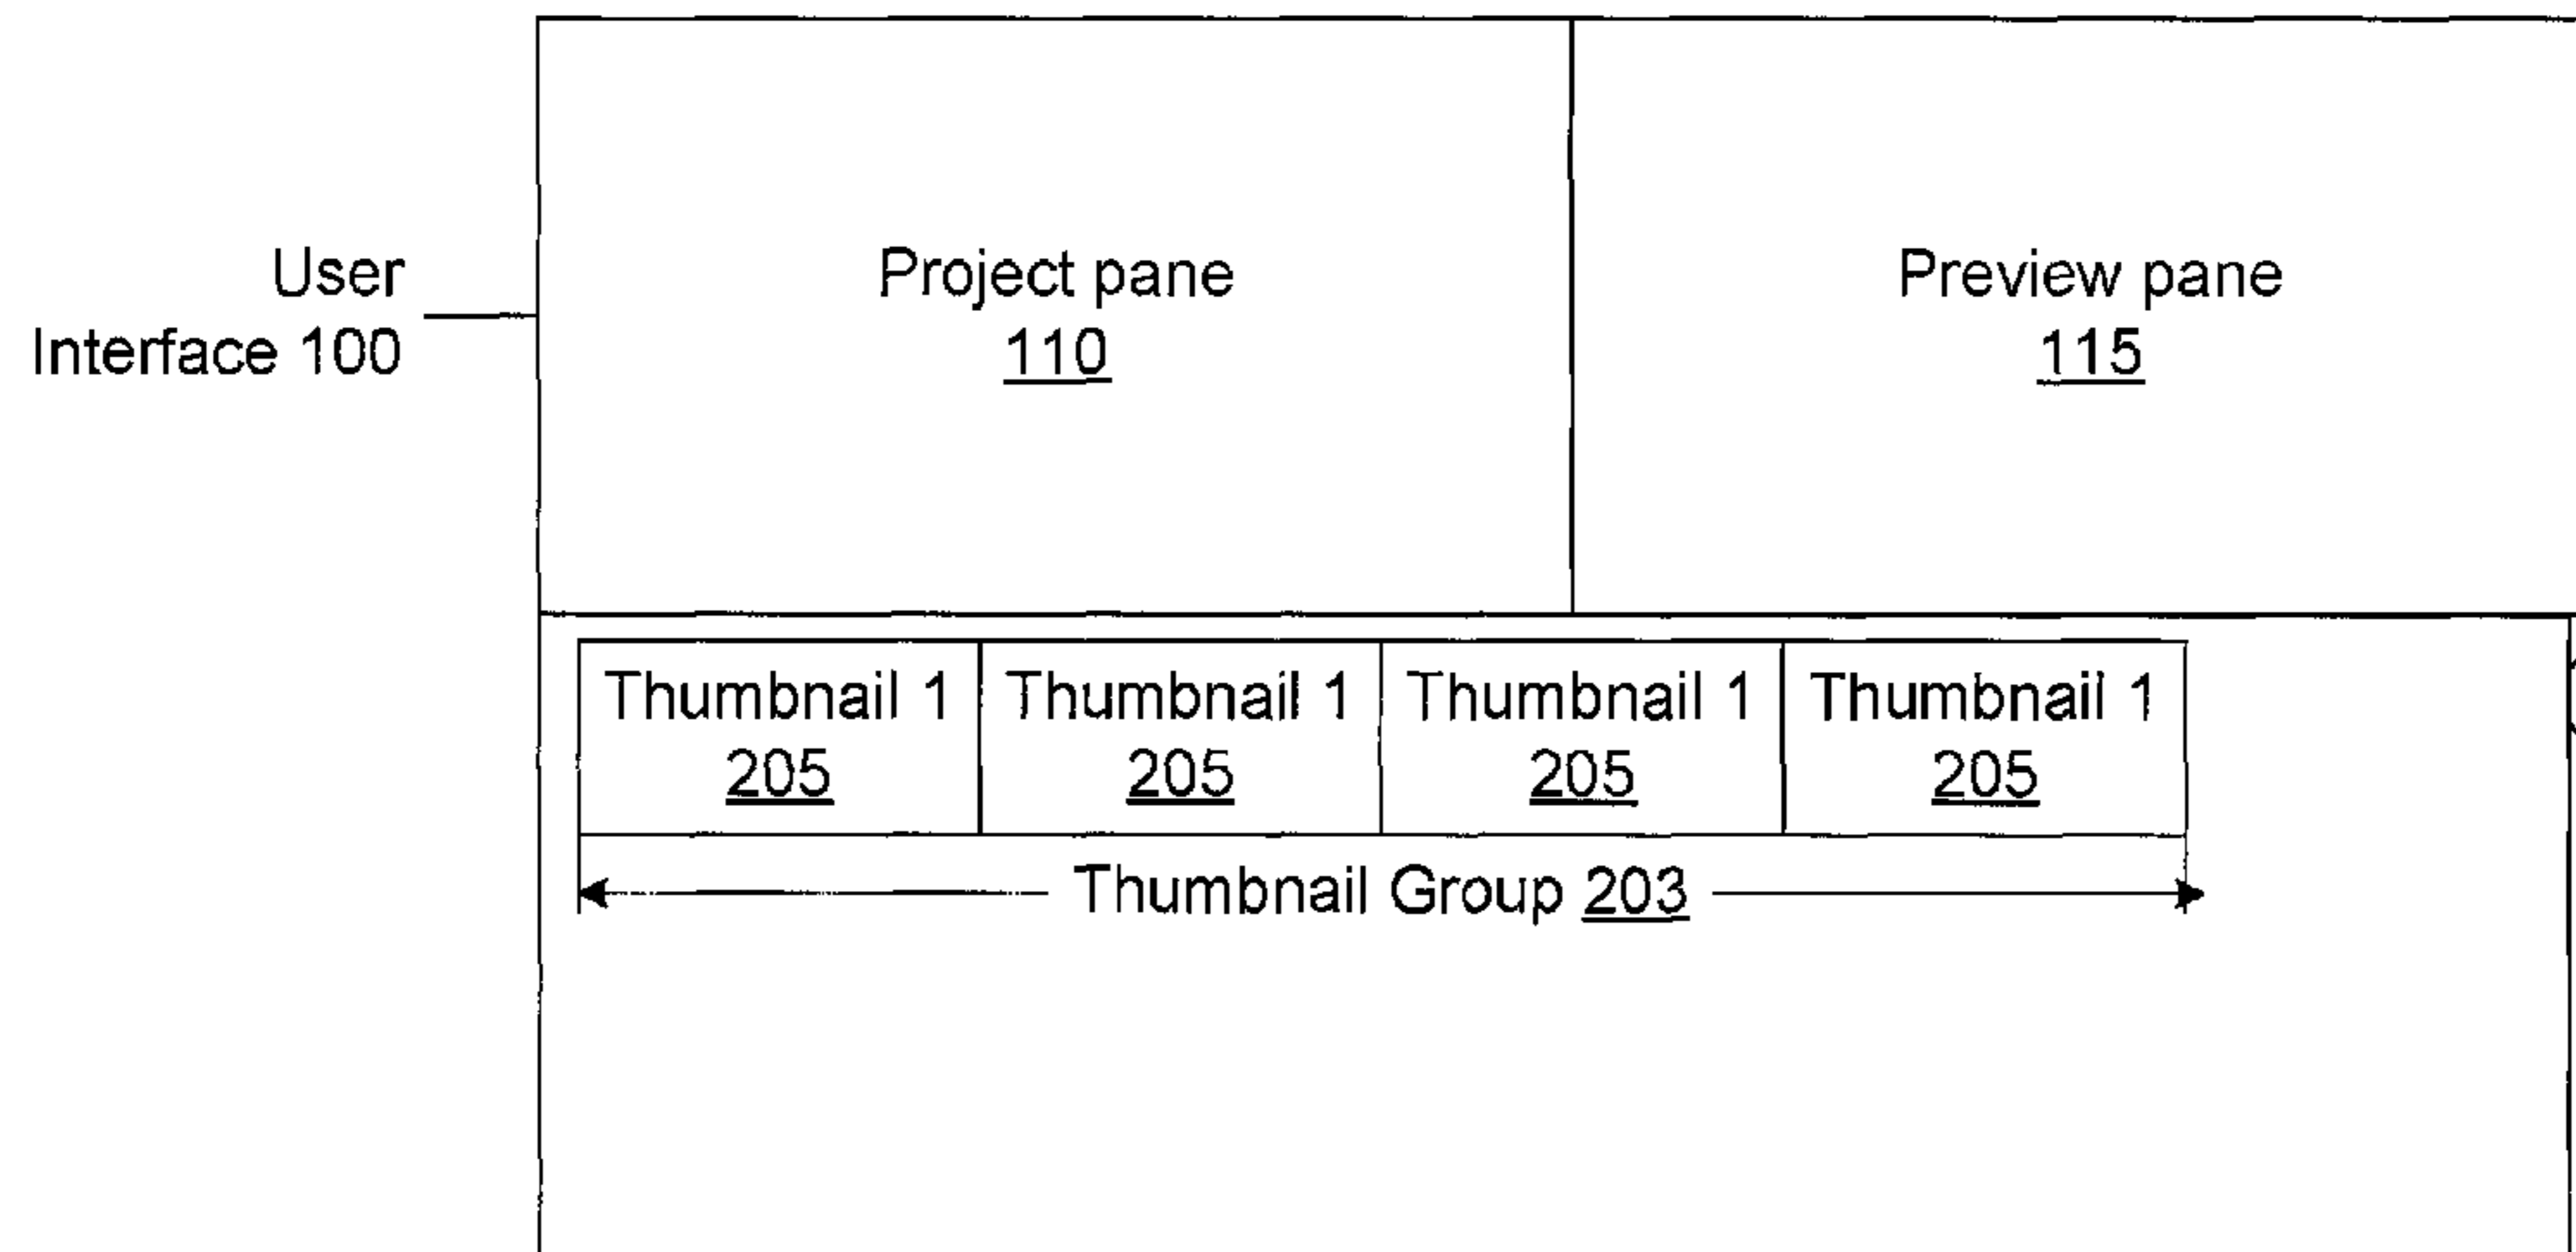 User
Interface 100
Project pane
110
Preview pane
115
Thumbnail 1
205
Thumbnail 1
205
Thumbnail 1
205
Thumbnail 1
205
Thumbnail Group 203